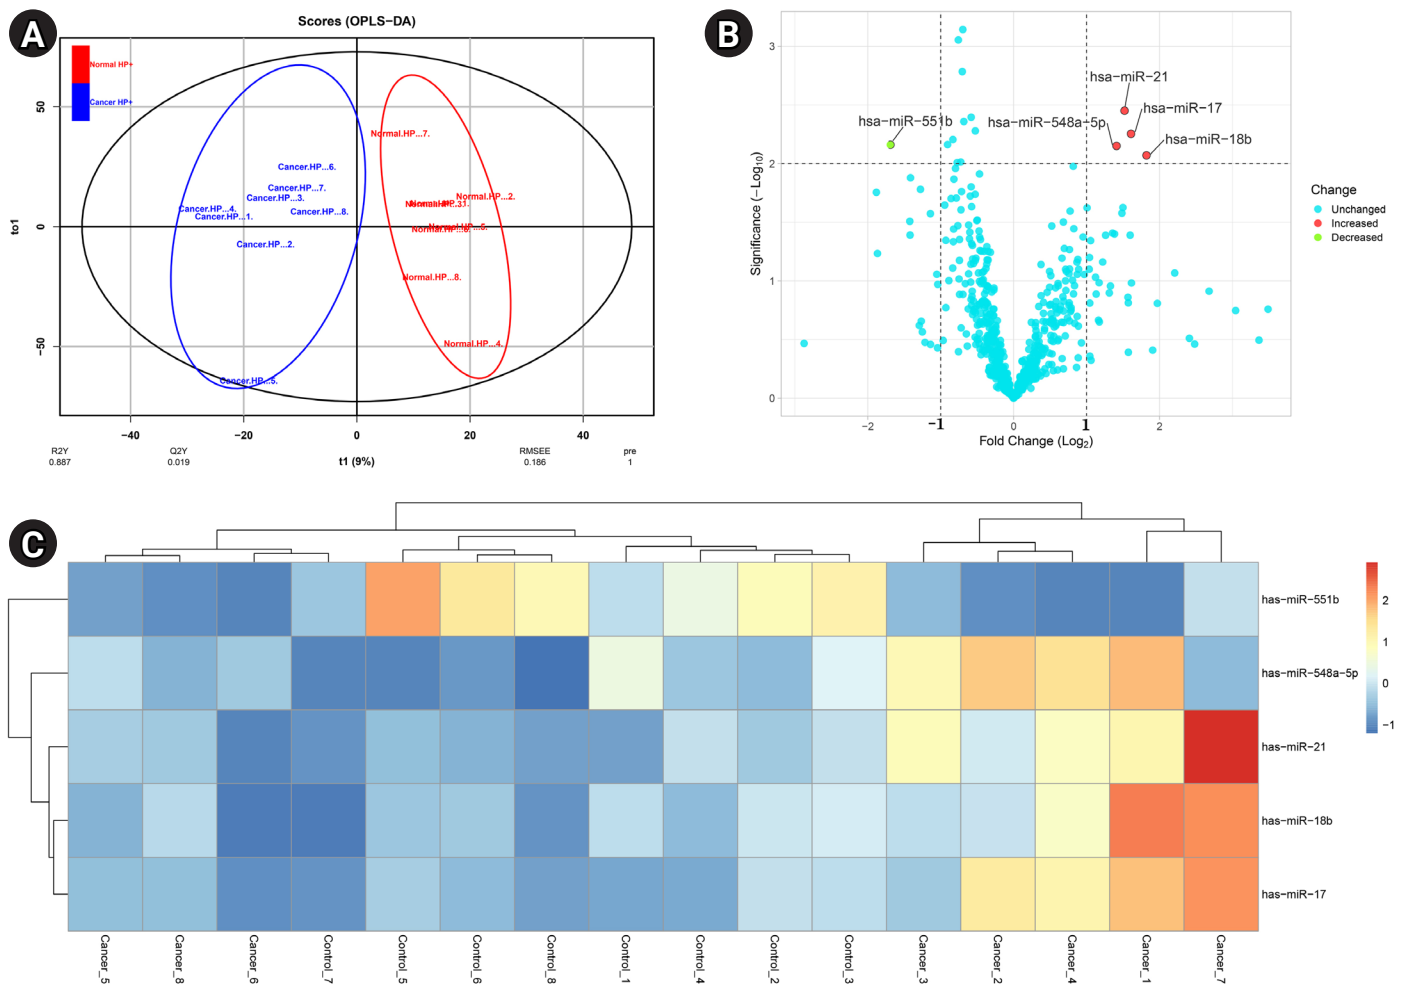 A
Scores (OPLS−DA)
Normal HP+
Cancer HP+
to1
50
0
−50
Normal.HP...7.
Cancer.HP...6.
Cancer.HP...7.
Cancer.HP...3.
Cancer.HP...4.
Cancer.HP...1.
Cancer.HP...8.
Cancer.HP...2.
Cancer.HP...5.
Normal.HP...2.
Normal.HP...8.
Normal.HP...4.
−40
−20
0
20
40
R2Y
0.887
Q2Y
0.019
t1 (9%)
RMSEE
0.186
pre
1
B
Significance (−Log10)
3
2
1
0
hsa−miR−21
hsa−miR−17
hsa−miR−551b
hsa−miR−548a−5p
hsa−miR−18b
−2
−1
0
1
2
Fold Change (Log2)
Change
Unchanged
Increased
Decreased
C
has−miR−551b
has−miR−548a−5p
has−miR−21
has−miR−18b
has−miR−17
2
1
0
−1
Cancer_5
Cancer_8
Cancer_6
Control_7
Control_5
Control_6
Control_8
Control_1
Control_4
Control_2
Control_3
Cancer_3
Cancer_2
Cancer_4
Cancer_1
Cancer_7